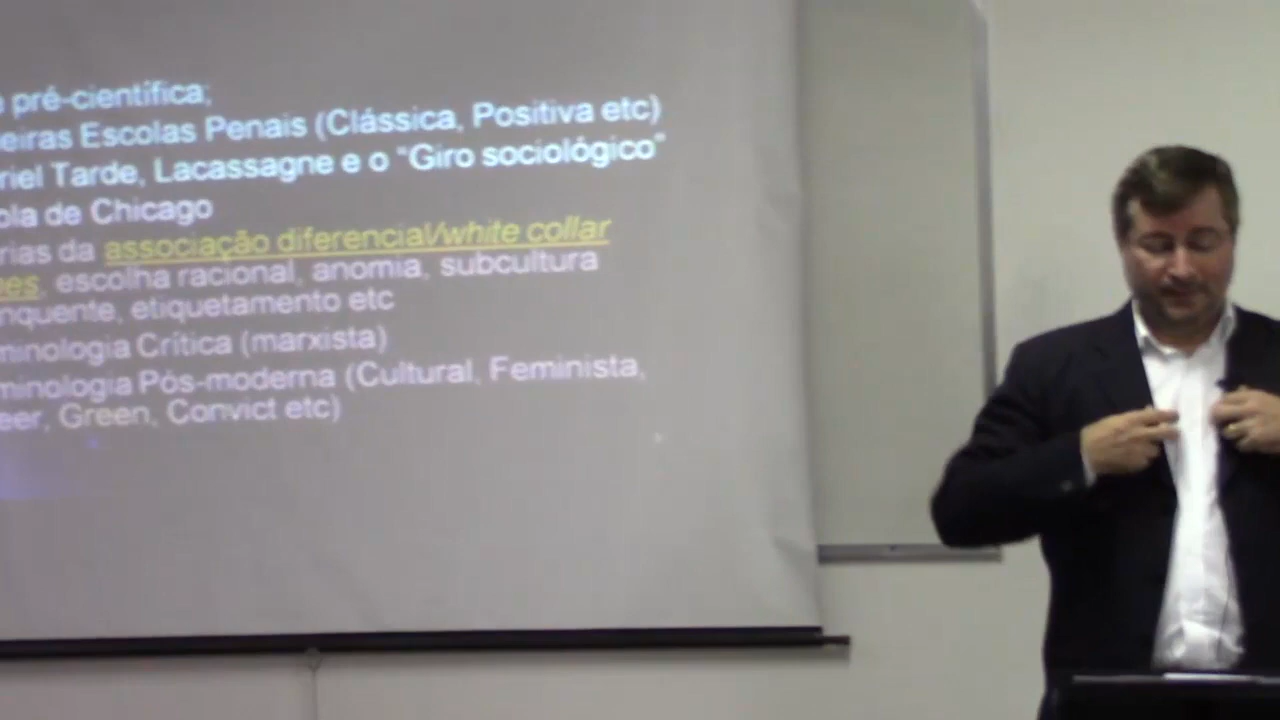 pré-científica;
eiras Escolas Penais (Clássica, Positiva etc)
riel Tarde, Lacassagne e o “Giro sociológico”
ola de Chicago
rias da associação diferencial/white collar
es, escolha racional, anomia, subcultura
nquente, etiquetamento etc
minologia Crítica (marxista)
minologia Pós-moderna (Cultural, Feminista,
eer, Green, Convict etc)